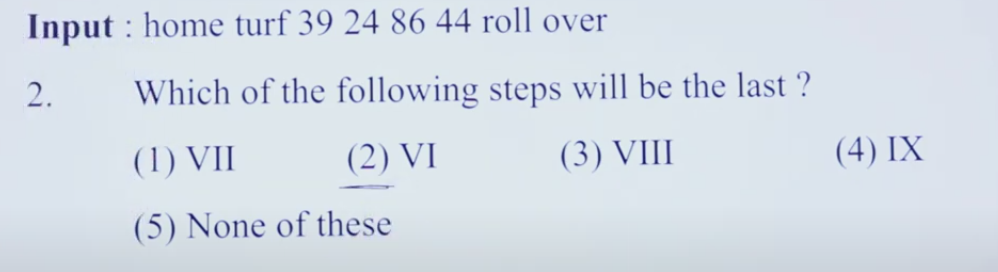 Input : home turf 39 24 86 44 roll over
2. Which of the following steps will be the last ?
(1) VII (2) VI (3) VIII (4) IX
(5) None of these